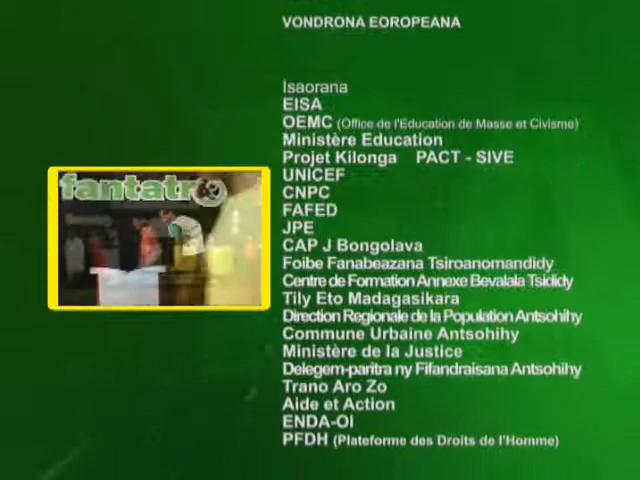 VONDRONA EOROPEANA
Isaorana
EISA
OEMC (Office de l'Education de Masse et Civisme)
Ministère Education
Projet Kilonga PACT - SIVE
UNICEF
CNPC
FAFED
JPE
CAP J Bongolava
Foibe Fanabeazana Tsiroanomandidy
Centre de Formation Annexe Bevalala Tsididy
Tily Eto Madagasikara
Direction Regionale de la Population Antsohihy
Commune Urbaine Antsohihy
Ministère de la Justice
Delegem-paritra ny Fifandraisana Antsohihy
Trano Aro Zo
Aide et Action
ENDA-OI
PFDH (Plateforme des Droits de l'Homme)